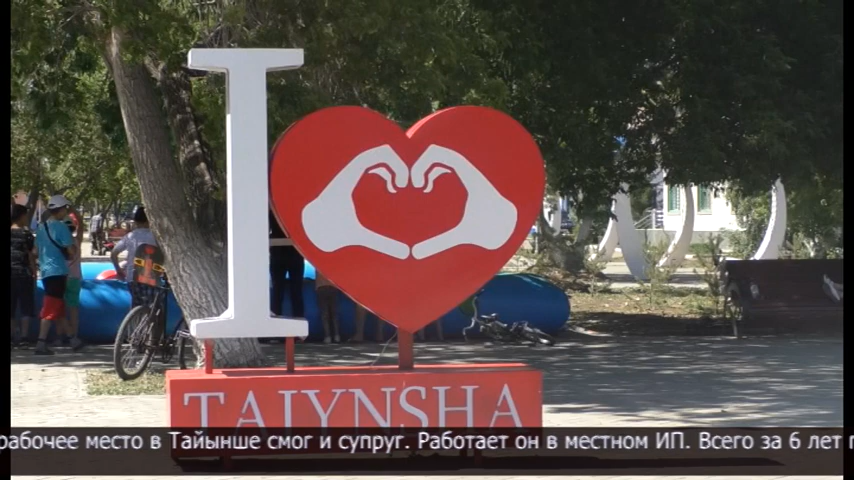 I
TAIYNSHA
рабочее место в Тайынше смог и супруг. Работает он в местном ИП. Всего за 6 лет